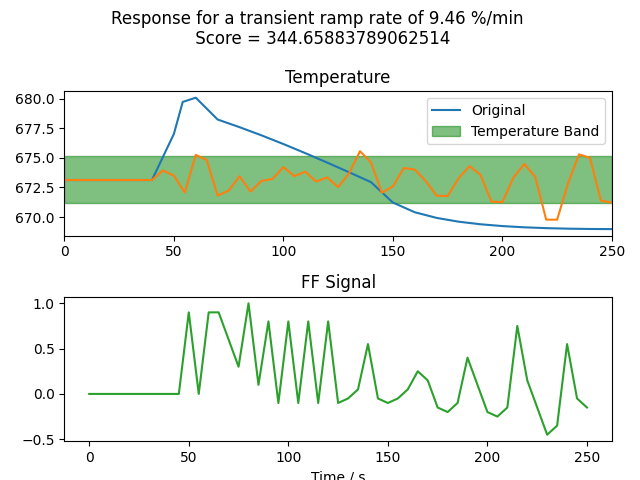 Response for a transient ramp rate of 9.46 %/min
Score = 344.65883789062514
Temperature
680.0
677.5
675.0
672.5
670.0
Original
Temperature Band
0 50 100 150 200 250
FF Signal
1.0
0.5
0.0
−0.5
0 50 100 150 200 250
Time / s